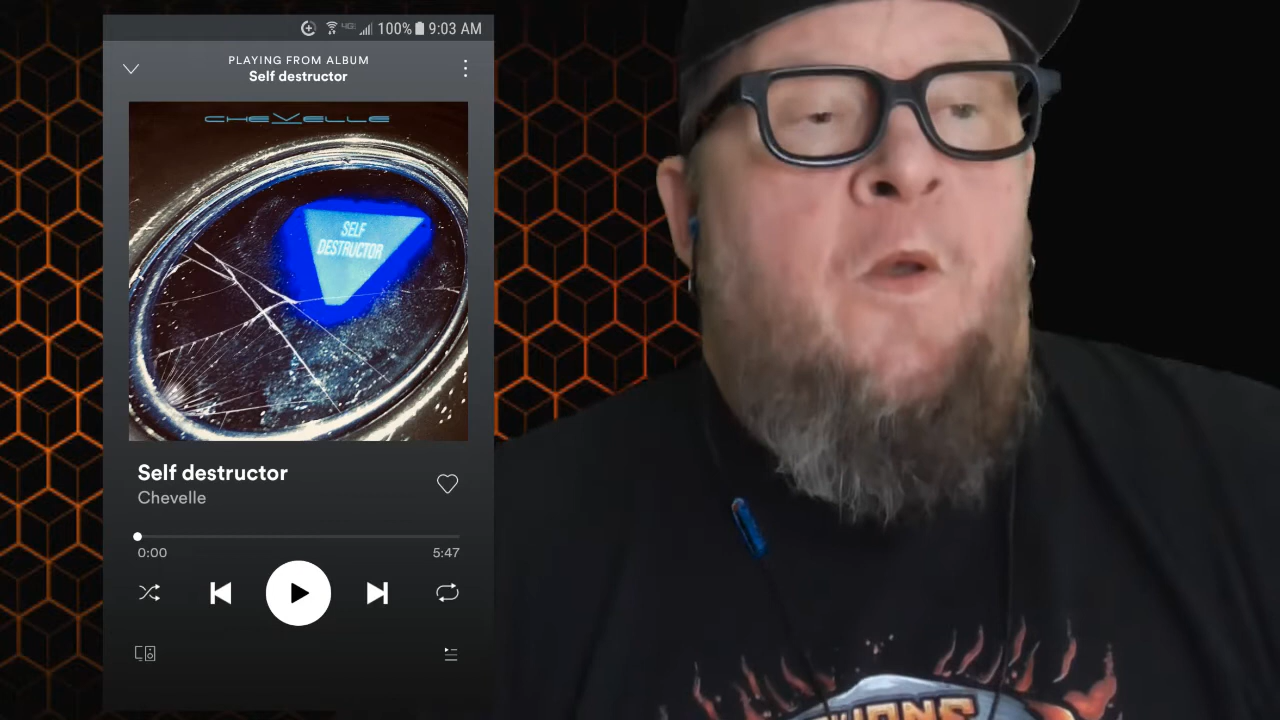 100% 9:03 AM
PLAYING FROM ALBUM
Self destructor
CHEVELLE
SELF
DESTRUCTOR
Self destructor
Chevelle
0:00
5:47